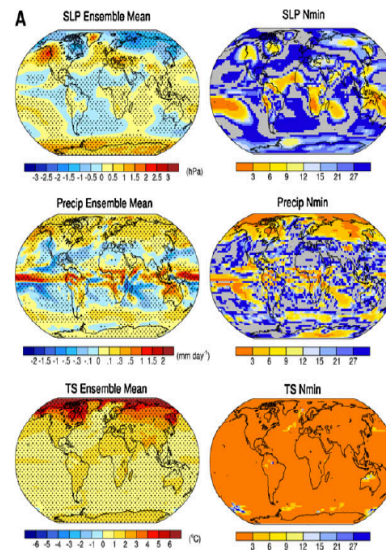 A
SLP Ensemble Mean
SLP Nmin
-3 -2.5 -2 -1.5 -1 -0.5 0 0.5 1 1.5 2 2.5 3 (hPa)
3 6 9 12 15 21 27
Precip Ensemble Mean
Precip Nmin
-2 -1.5 -1 -.5 -.2 -.1 0 .1 .2 .5 1 1.5 2 (mm day⁻¹)
3 6 9 12 15 21 27
TS Ensemble Mean
TS Nmin
-6 -5 -4 -3 -2 -1 0 1 2 3 4 5 6 (°C)
3 6 9 12 15 21 27